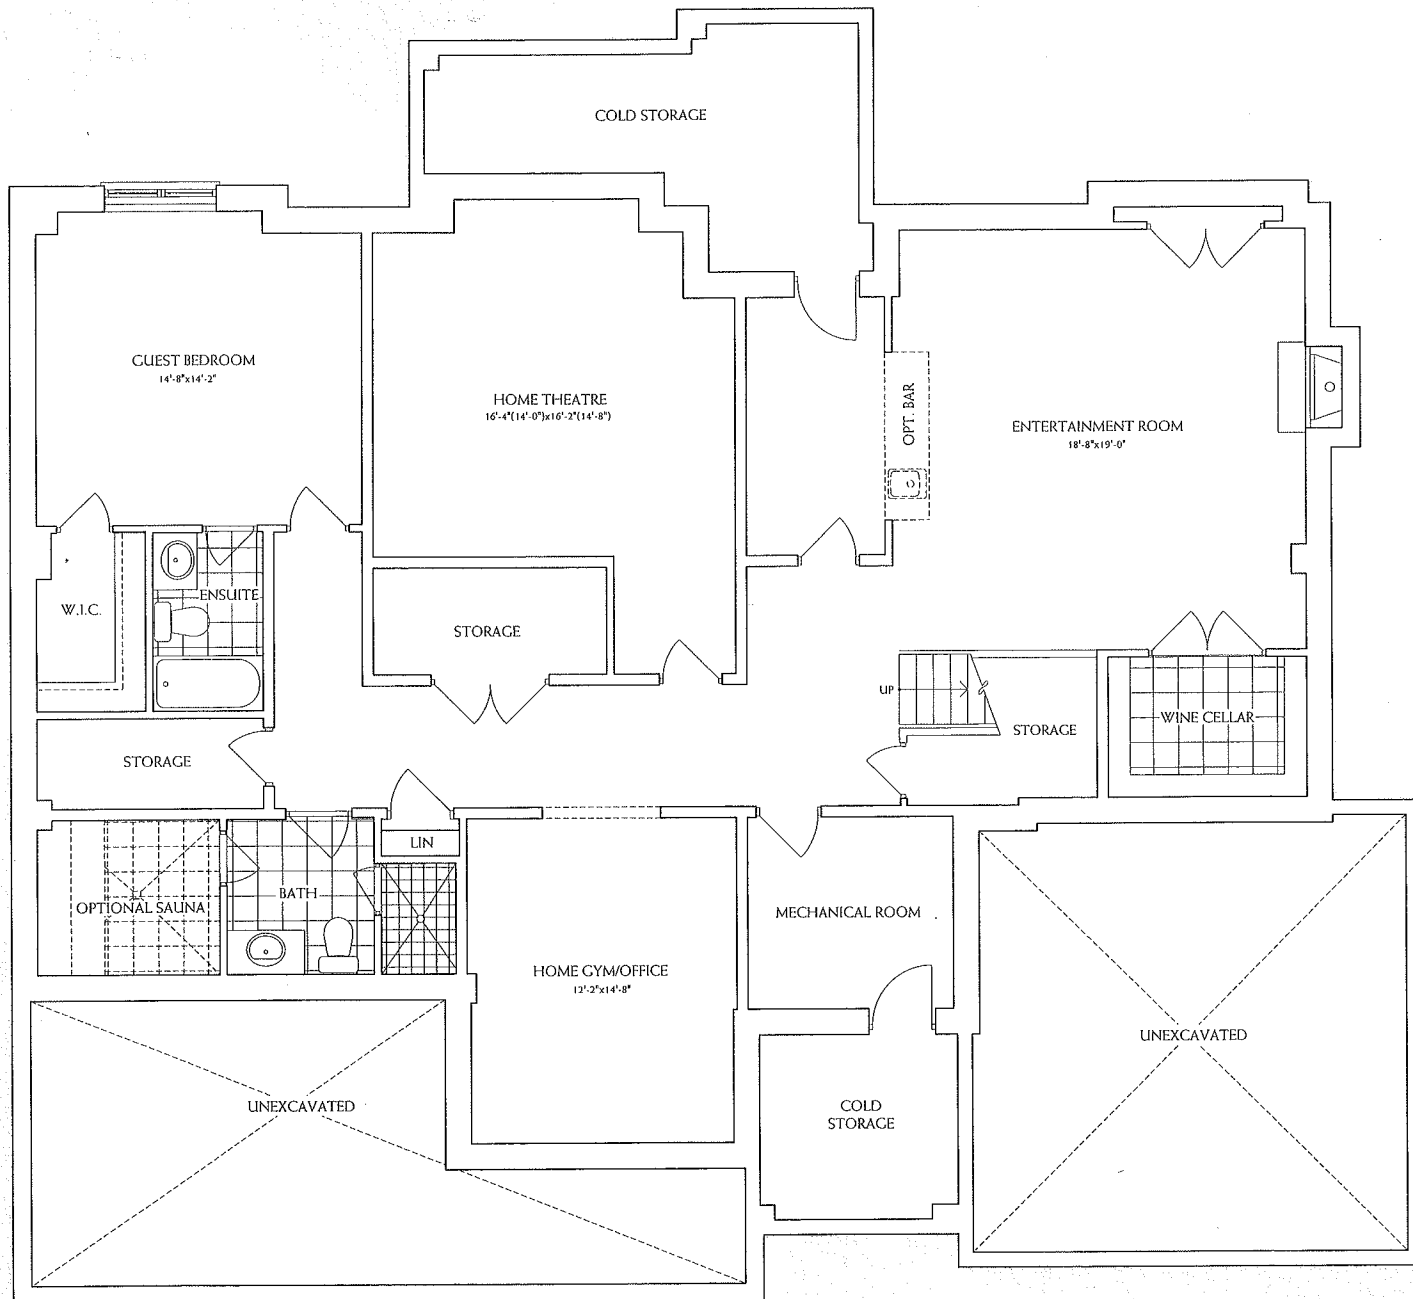 COLD STORAGE
GUEST BEDROOM
14'-8"x14'-2"
HOME THEATRE
16'-4"(14'-0")x16'-2"(14'-8")
OPT. BAR
ENTERTAINMENT ROOM
18'-8"x19'-0"
W.I.C.
ENSUITE
STORAGE
UP
STORAGE
WINE CELLAR
STORAGE
LIN
OPTIONAL SAUNA
BATH
MECHANICAL ROOM
HOME GYM/OFFICE
12'-2"x14'-8"
UNEXCAVATED
UNEXCAVATED
COLD
STORAGE